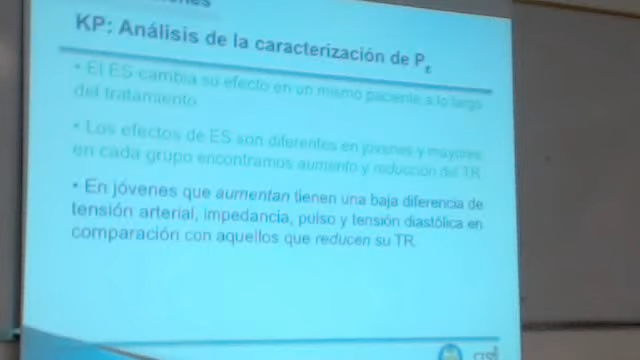 KP: Análisis de la caracterización de Pε
• El ES cambia su efecto en un mismo paciente a lo largo
del tratamiento
• Los efectos de ES son diferentes en jóvenes y mayores
en cada grupo encontramos aumento y reducción del TR
• En jóvenes que aumentan tienen una baja diferencia de
tensión arterial, impedancia, pulso y tensión diastólica en
comparación con aquellos que reducen su TR